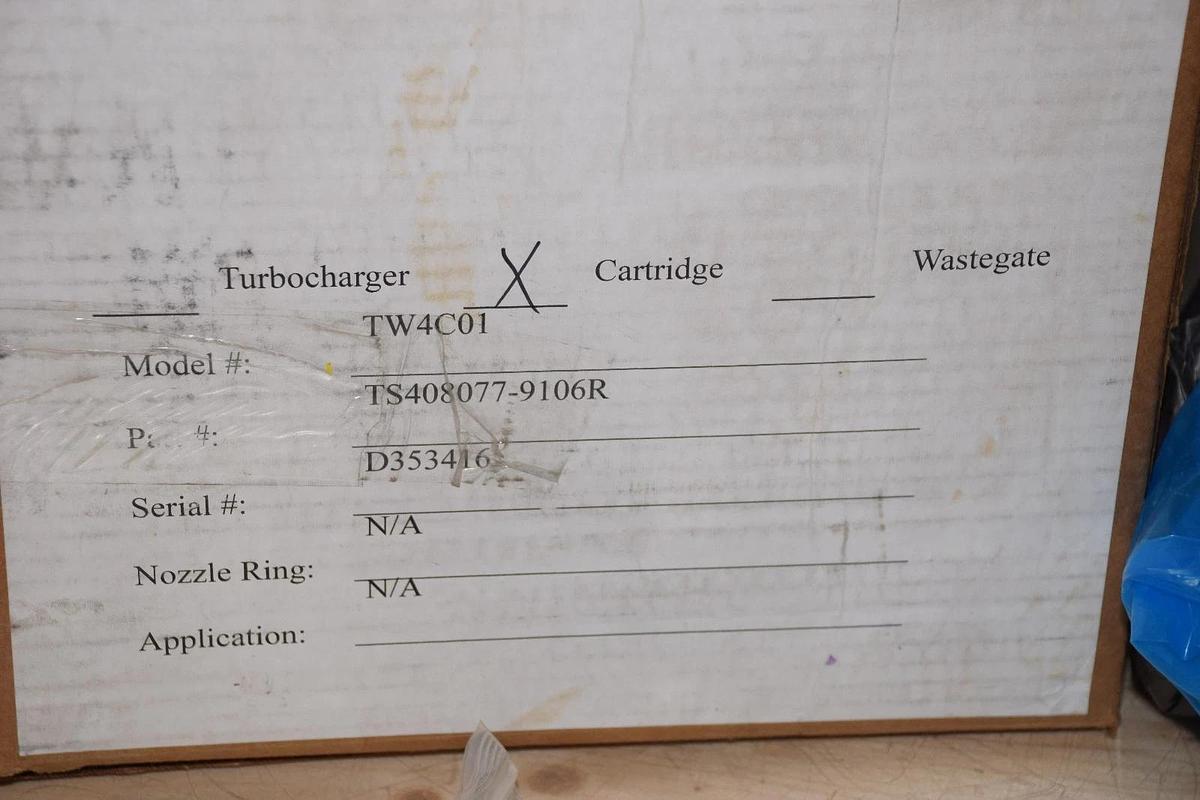 Turbocharger X Cartridge Wastegate
TW4C01
Model #:
TS408077-9106R
#:
D353416
Serial #:
N/A
Nozzle Ring:
N/A
Application: